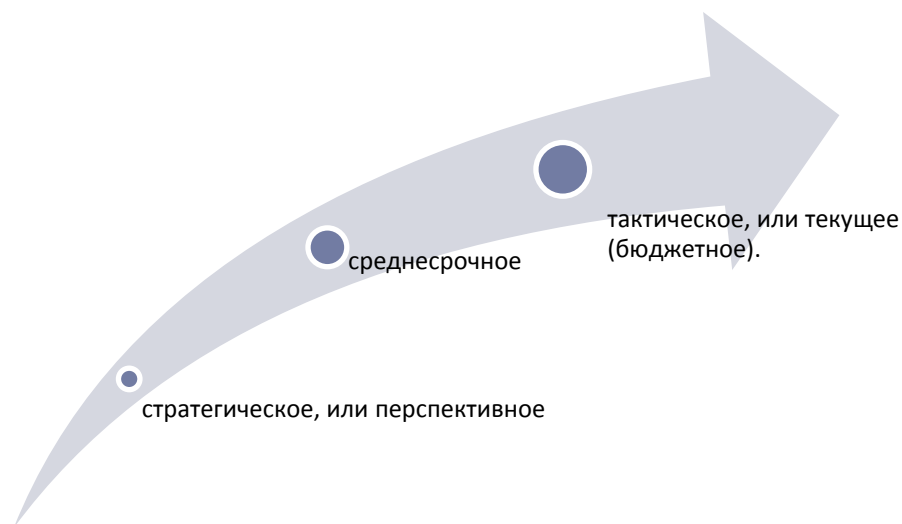 тактическое, или текущее
(бюджетное).
среднесрочное
стратегическое, или перспективное